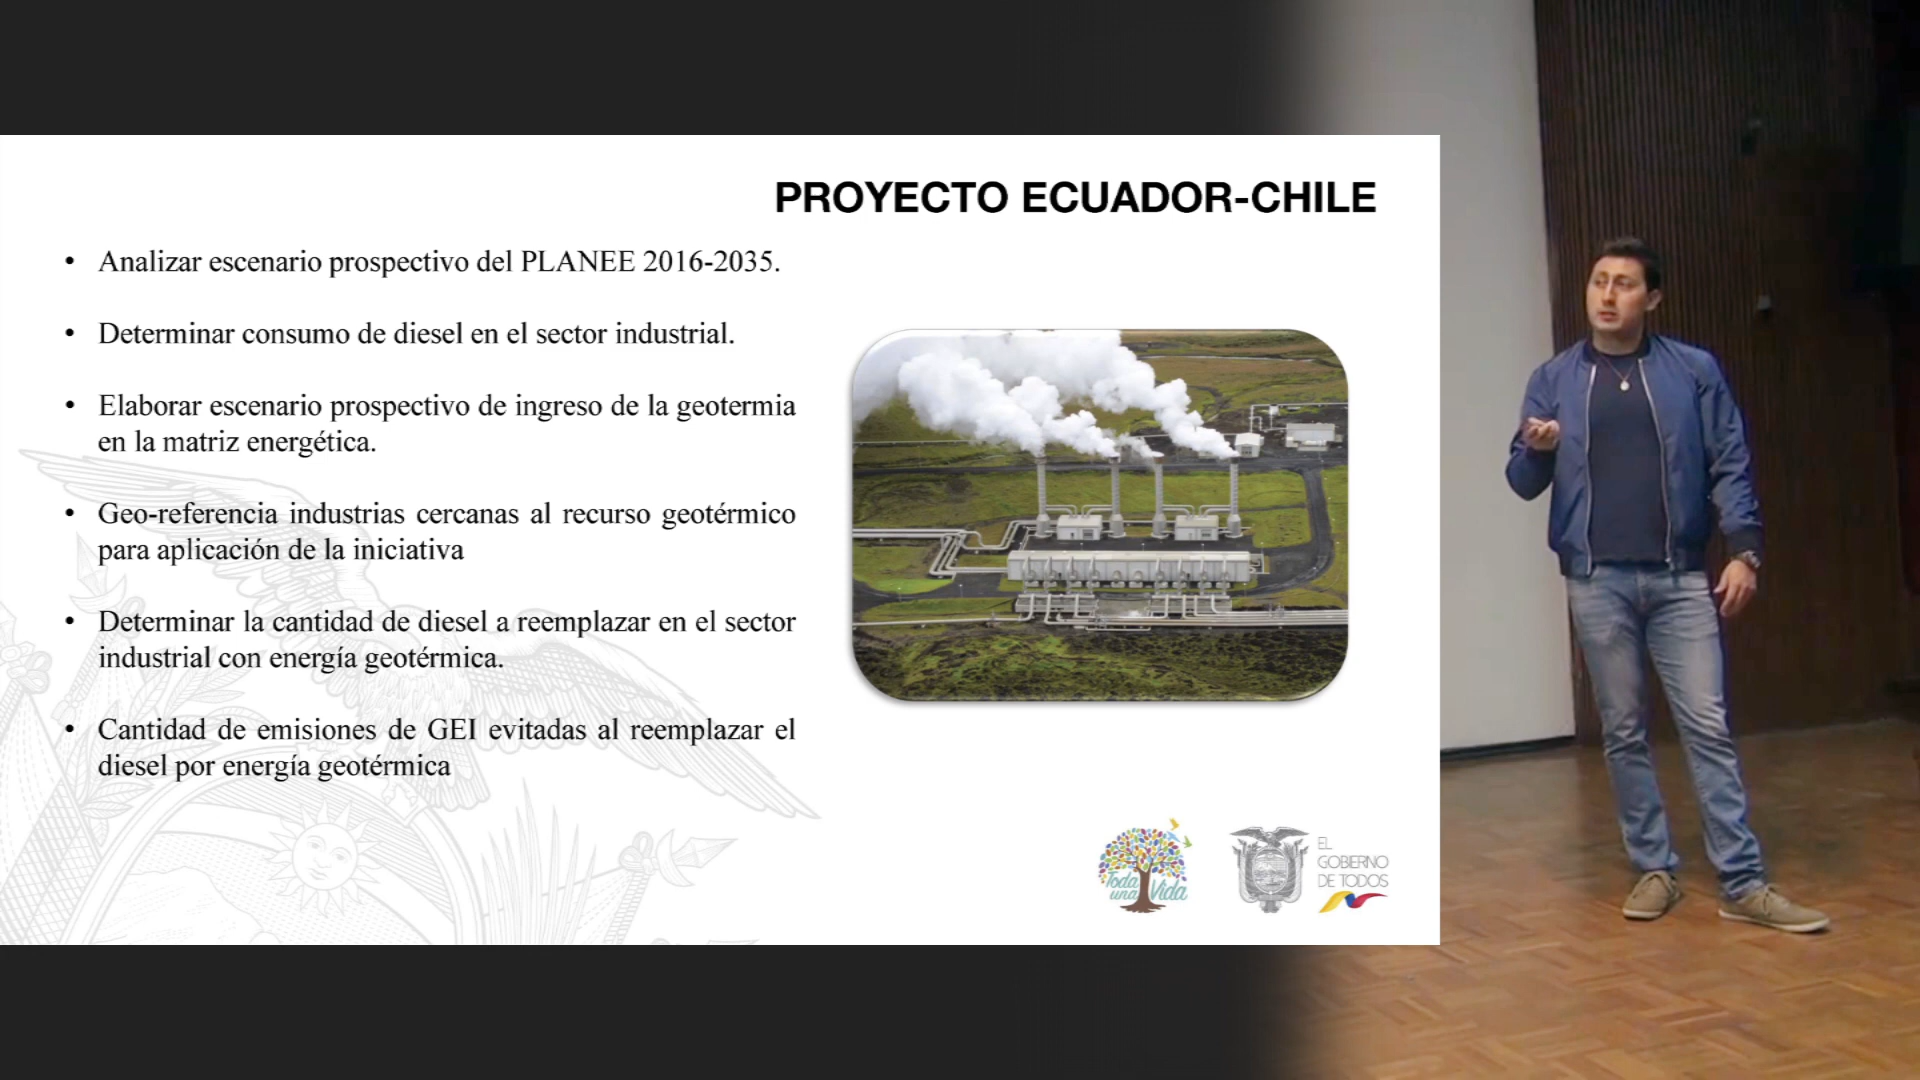 PROYECTO ECUADOR-CHILE
• Analizar escenario prospectivo del PLANEE 2016-2035.
• Determinar consumo de diesel en el sector industrial.
• Elaborar escenario prospectivo de ingreso de la geotermia
en la matriz energética.
• Geo-referencia industrias cercanas al recurso geotérmico
para aplicación de la iniciativa
• Determinar la cantidad de diesel a reemplazar en el sector
industrial con energía geotérmica.
• Cantidad de emisiones de GEI evitadas al reemplazar el
diesel por energía geotérmica
Toda
una Vida
EL
GOBIERNO
DE TODOS